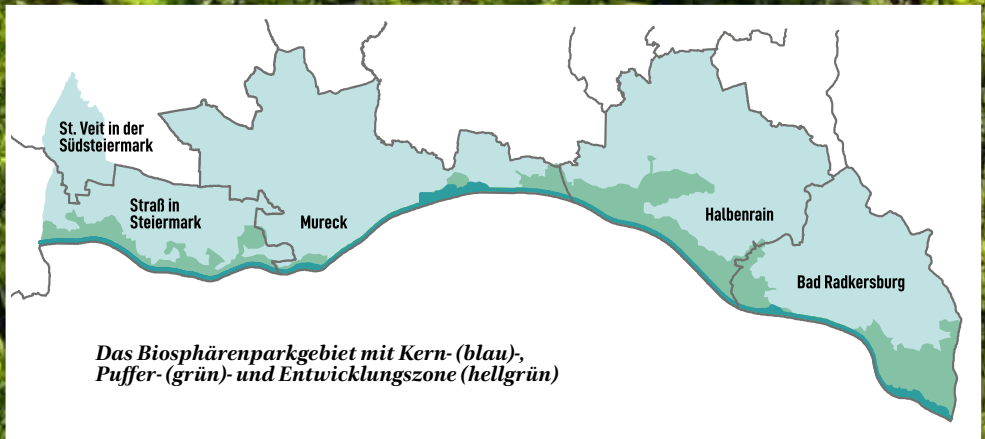 St. Veit in der
Südsteiermark
Straß in
Steiermark
Mureck
Halbenrain
Bad Radkersburg
Das Biosphärenparkgebiet mit Kern- (blau)-,
Puffer- (grün)- und Entwicklungszone (hellgrün)